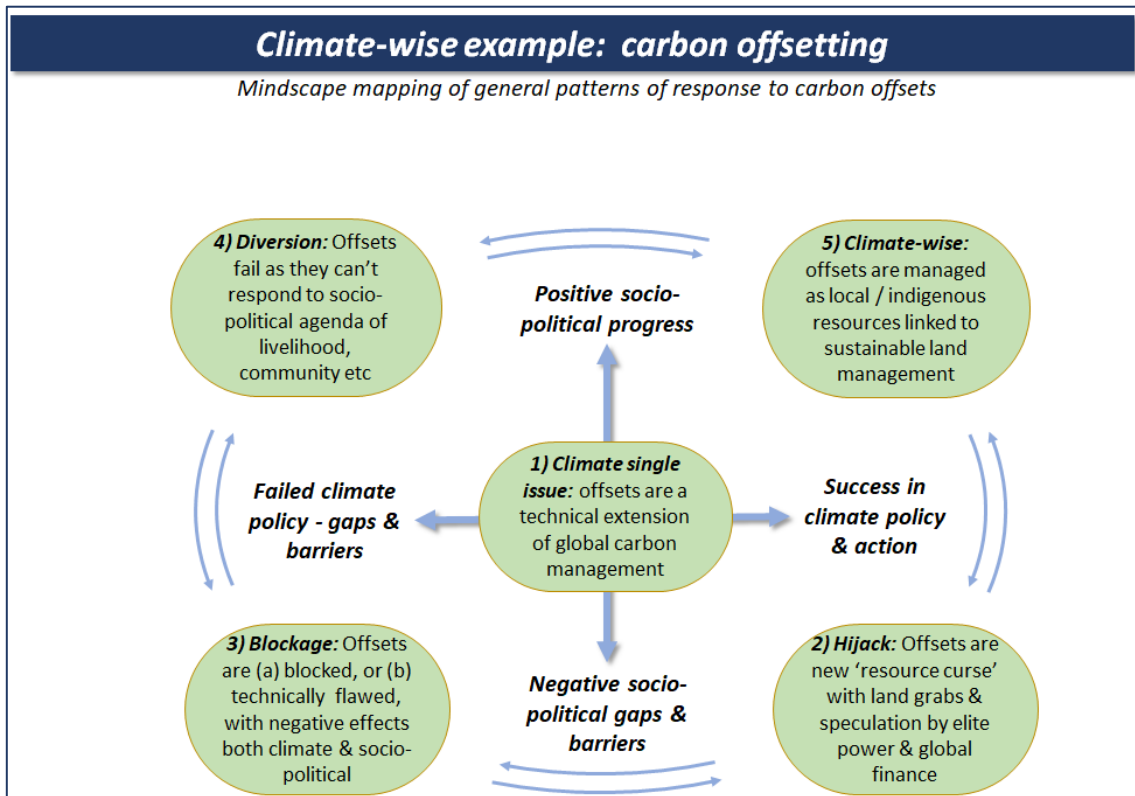 Climate-wise example: carbon offsetting
Mindscape mapping of general patterns of response to carbon offsets
4) Diversion: Offsets
fail as they can't
respond to socio-
political agenda of
livelihood,
community etc
Positive socio-
political progress
5) Climate-wise:
offsets are managed
as local / indigenous
resources linked to
sustainable land
management
Failed climate
policy - gaps &
barriers
1) Climate single
issue: offsets are a
technical extension
of global carbon
management
Success in
climate policy
& action
3) Blockage: Offsets
are (a) blocked, or (b)
technically flawed,
with negative effects
both climate & socio-
political
Negative socio-
political gaps &
barriers
2) Hijack: Offsets are
new ‘resource curse’
with land grabs &
speculation by elite
power & global
finance